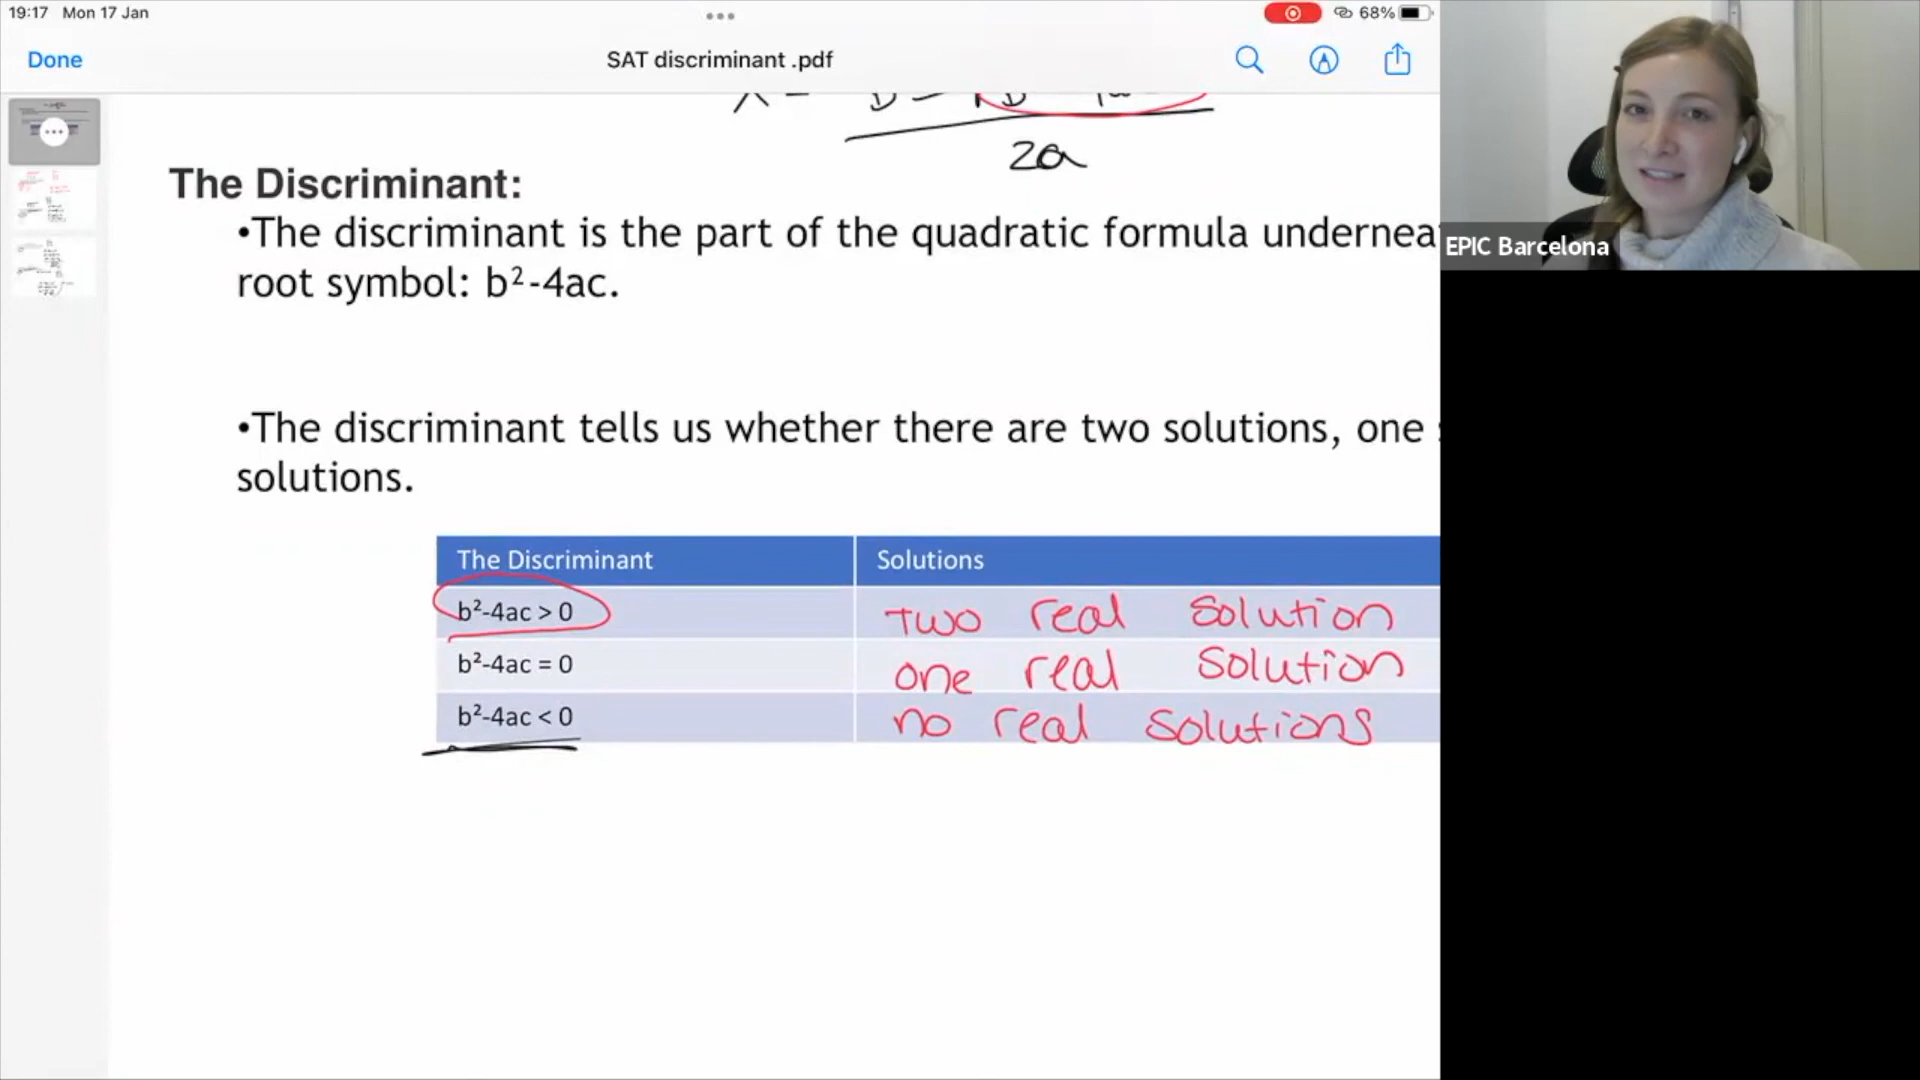 19:17 Mon 17 Jan
68%
Done
SAT discriminant .pdf
2a
The Discriminant:
•The discriminant is the part of the quadratic formula undernea
root symbol: b²-4ac.
•The discriminant tells us whether there are two solutions, one
solutions.
The Discriminant Solutions
b²-4ac > 0 Two real solution
b²-4ac = 0 one real solution
b²-4ac < 0 no real solutions
EPIC Barcelona